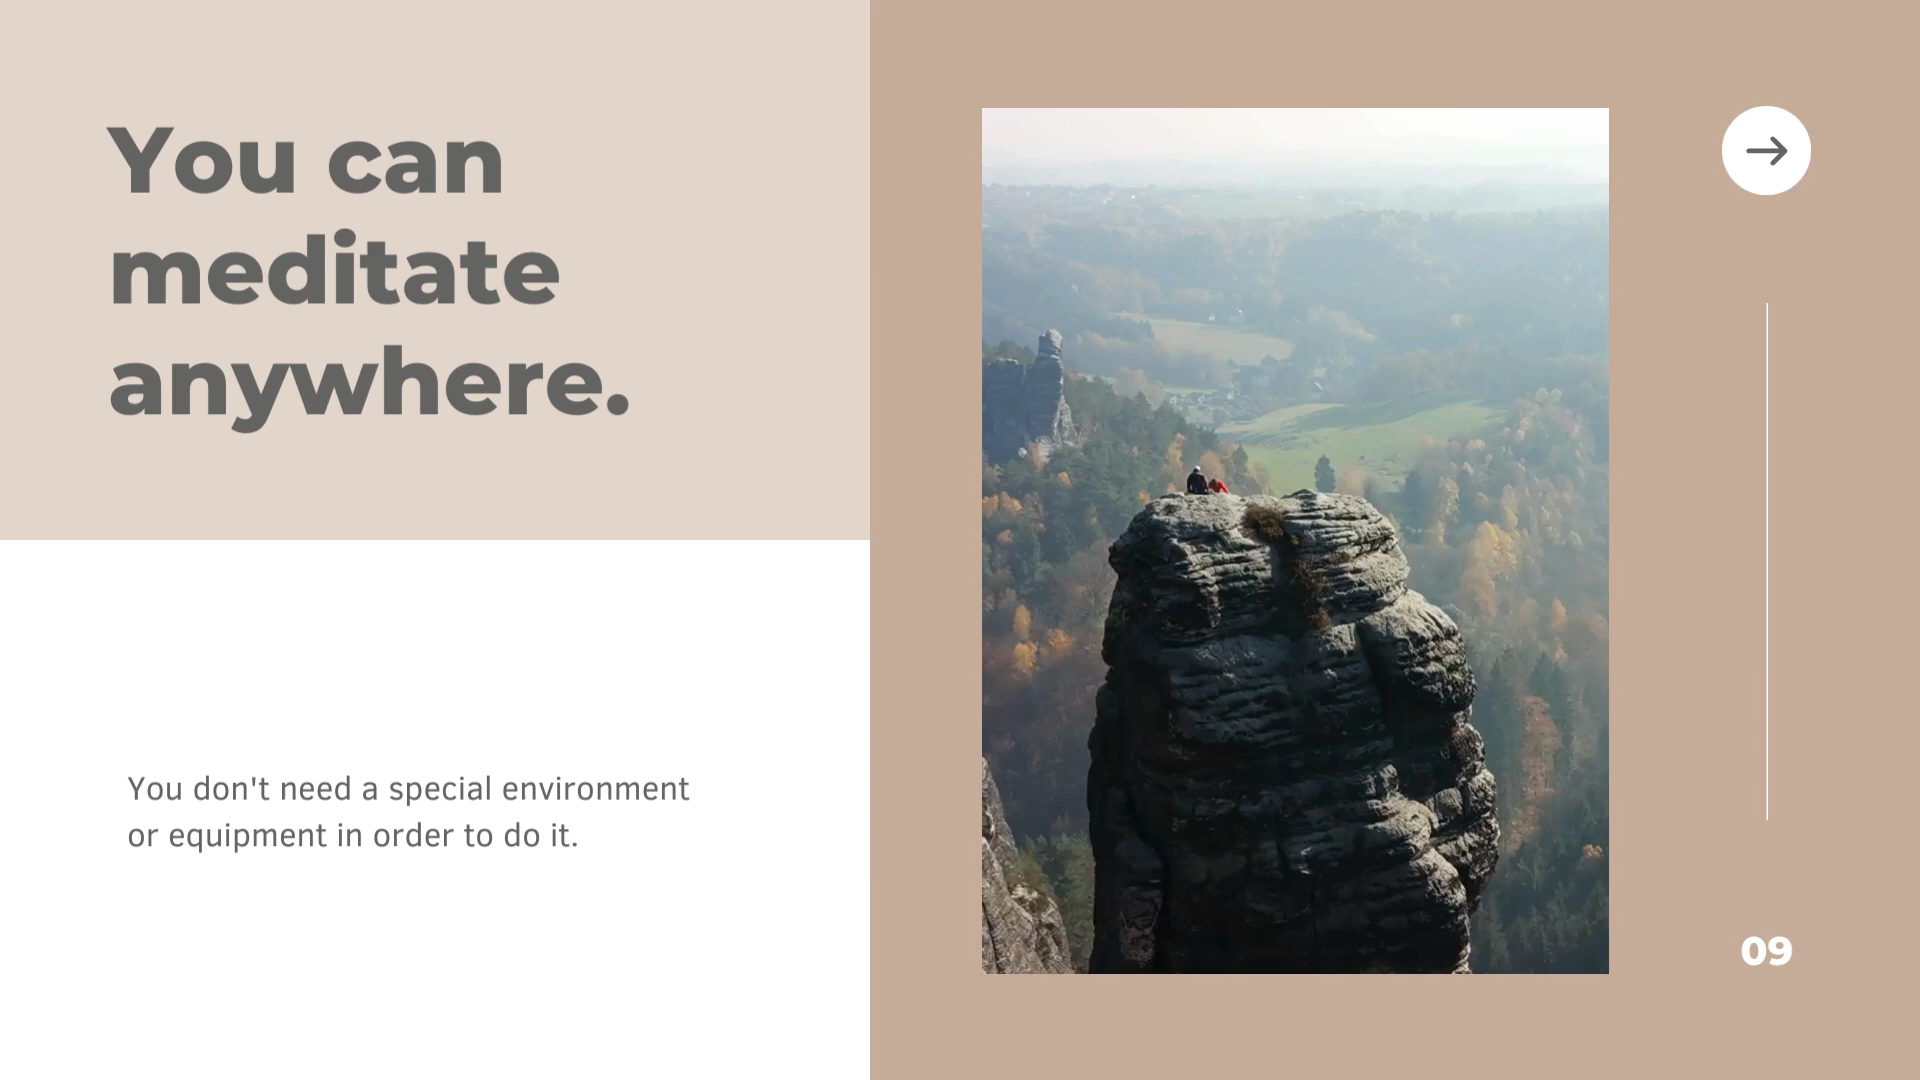 You can
meditate
anywhere.
You don't need a special environment
or equipment in order to do it.
09